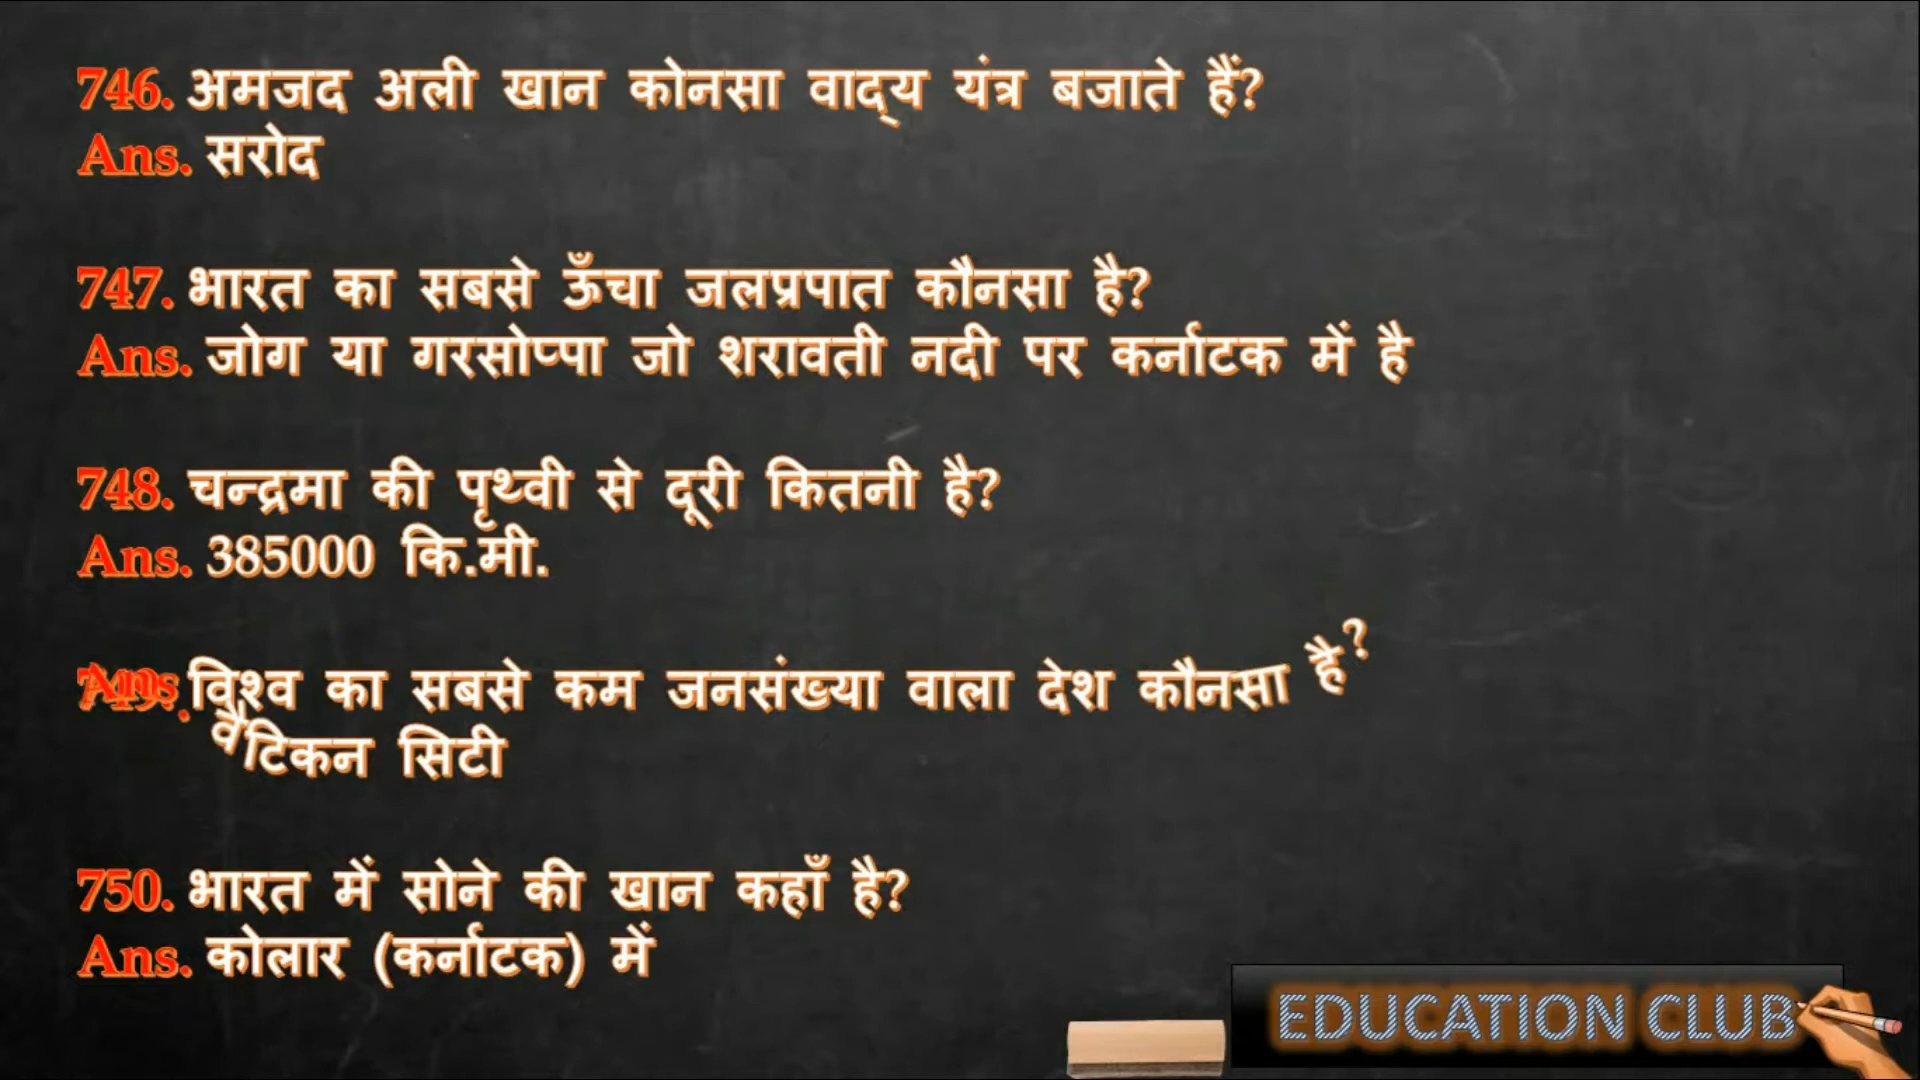 746. अमजद अली खान कोनसा वाद्‌य यंत्र बजाते हैं?
Ans. सरोद
747. भारत का सबसे ऊँचा जलप्रपात कौनसा है?
Ans. जोग या गरसोप्पा जो शरावती नदी पर कर्नाटक में है
748. चन्द्रमा की पृथ्वी से दूरी कितनी है?
Ans. 385000 कि.मी.
749. विश्व का सबसे कम जनसंख्या वाला देश कौनसा है?
Ans. वैटिकन सिटी
750. भारत में सोने की खान कहाँ है?
Ans. कोलार (कर्नाटक) में
EDUCATION CLUB